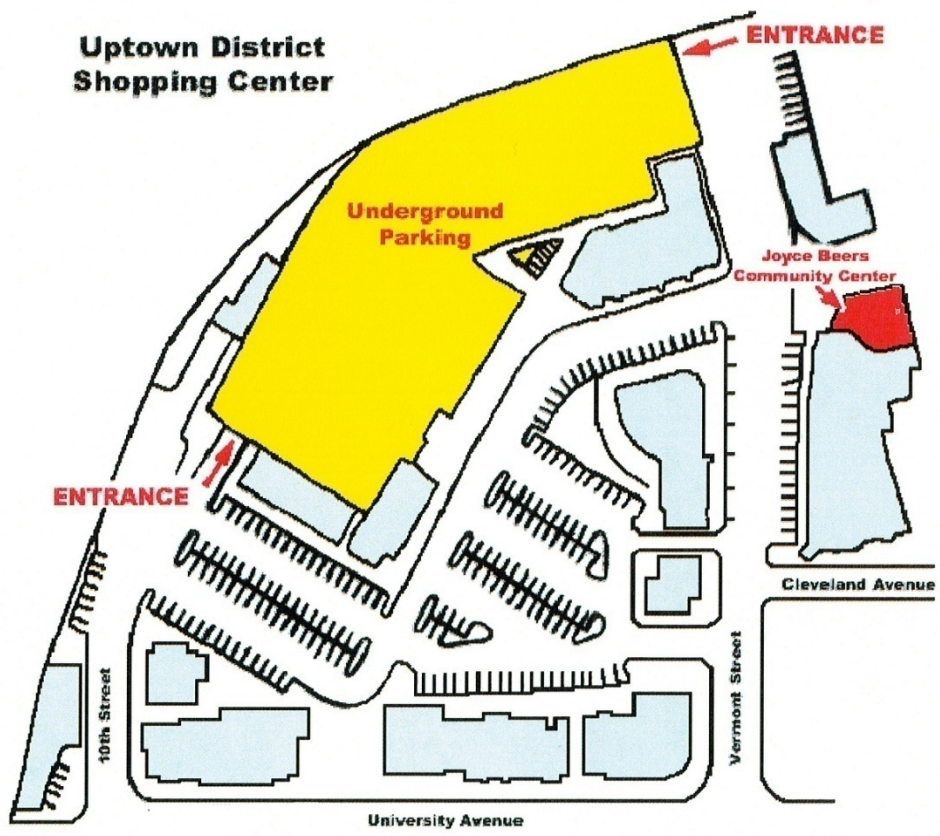 Uptown District
Shopping Center
ENTRANCE
Underground
Parking
Joyce Beers
Community Center
ENTRANCE
Cleveland Avenue
10th Street
Vermont Street
University Avenue